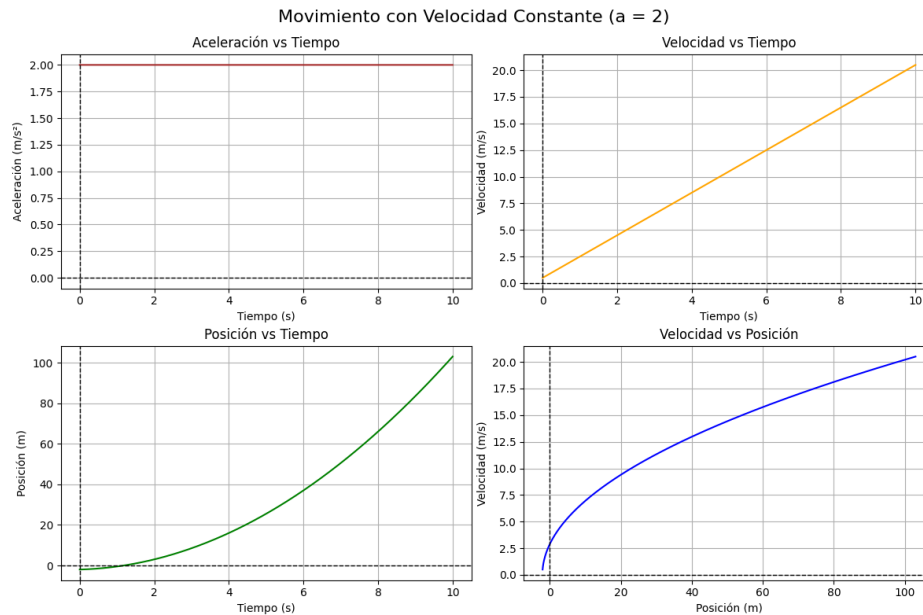 Movimiento con Velocidad Constante (a = 2)
Aceleración vs Tiempo
Aceleración (m/s²)
2.00
1.75
1.50
1.25
1.00
0.75
0.50
0.25
0.00
0 2 4 6 8 10
Tiempo (s)
Velocidad vs Tiempo
Velocidad (m/s)
20.0
17.5
15.0
12.5
10.0
7.5
5.0
2.5
0.0
0 2 4 6 8 10
Tiempo (s)
Posición vs Tiempo
Posición (m)
100
80
60
40
20
0
0 2 4 6 8 10
Tiempo (s)
Velocidad vs Posición
Velocidad (m/s)
20.0
17.5
15.0
12.5
10.0
7.5
5.0
2.5
0.0
0 20 40 60 80 100
Posición (m)